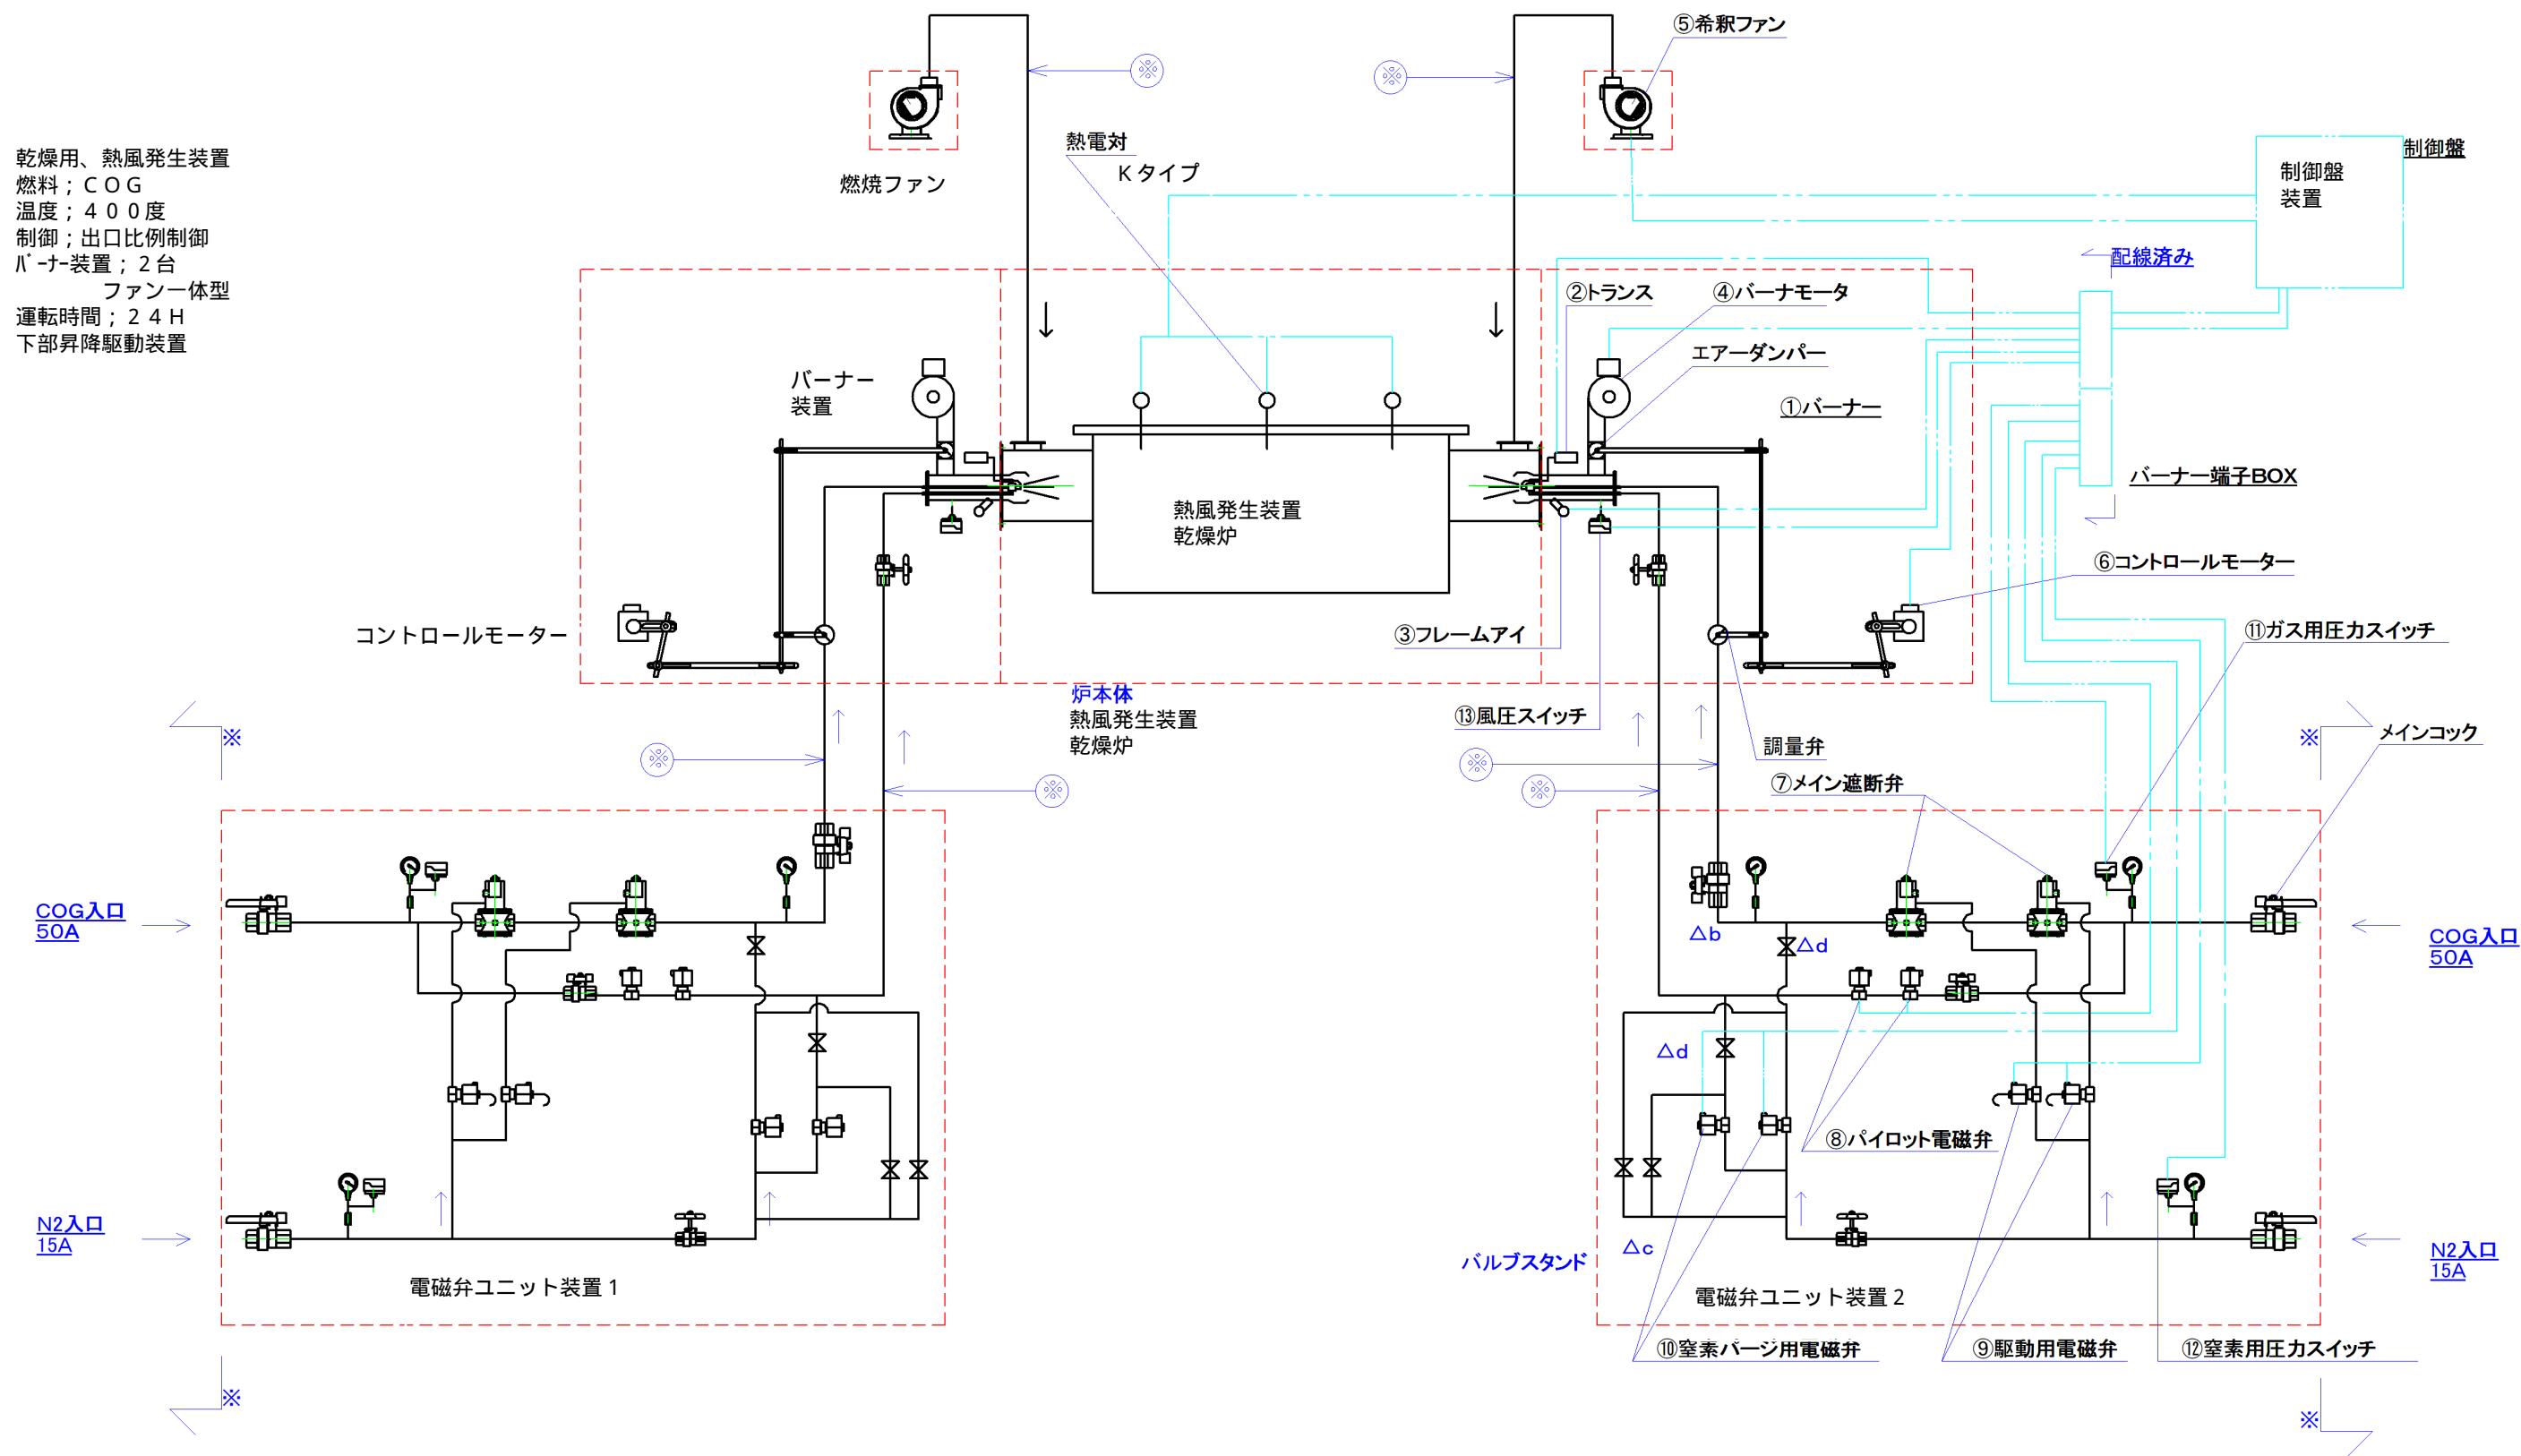 ⑤希釈ファン
※
※
熱電対
Kタイプ
燃焼ファン
制御盤
制御盤
装置
乾燥用、熱風発生装置
燃料；ＣＯＧ
温度；４００度
制御；出口比例制御
ﾊﾞｰﾅｰ装置；２台
ファン一体型
運転時間；２４Ｈ
下部昇降駆動装置
配線済み
②トランス
④バーナモータ
エアーダンパー
バーナー
装置
①バーナー
バーナー端子BOX
熱風発生装置
乾燥炉
⑥コントロールモーター
コントロールモーター
③フレームアイ
⑪ガス用圧力スイッチ
炉本体
熱風発生装置
乾燥炉
⑬風圧スイッチ
調量弁
メインコック
※
※
※
※
※
※
⑦メイン遮断弁
COG入口
50A
△b
△d
COG入口
50A
△d
⑧パイロット電磁弁
N2入口
15A
△c
バルブスタンド
N2入口
15A
電磁弁ユニット装置1
電磁弁ユニット装置2
⑩窒素パージ用電磁弁
⑨駆動用電磁弁
⑫窒素用圧力スイッチ
※
※